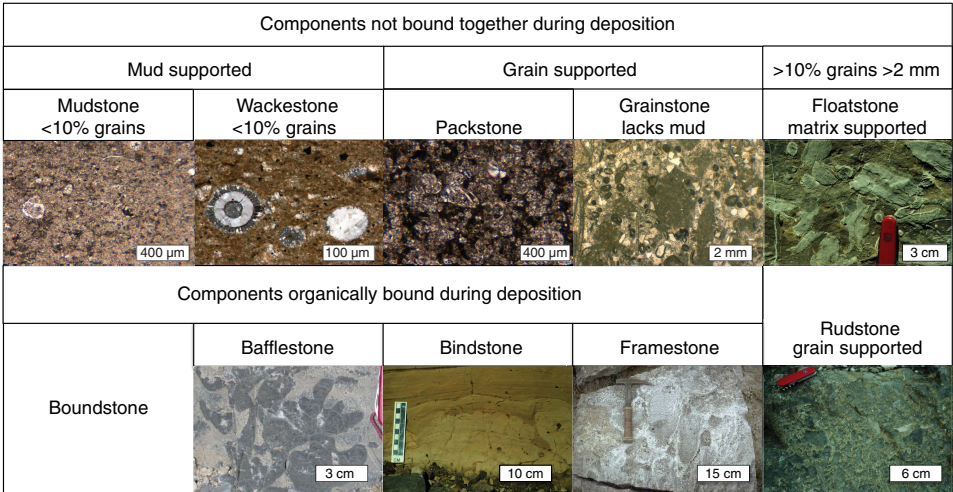 Components not bound together during deposition
Mud supported
Grain supported
>10% grains >2 mm
Mudstone
<10% grains
Wackestone
<10% grains
Packstone
Grainstone
lacks mud
Floatstone
matrix supported
400 µm
100 µm
400 µm
2 mm
3 cm
Components organically bound during deposition
Boundstone
Bafflestone
Bindstone
Framestone
Rudstone
grain supported
3 cm
10 cm
15 cm
6 cm